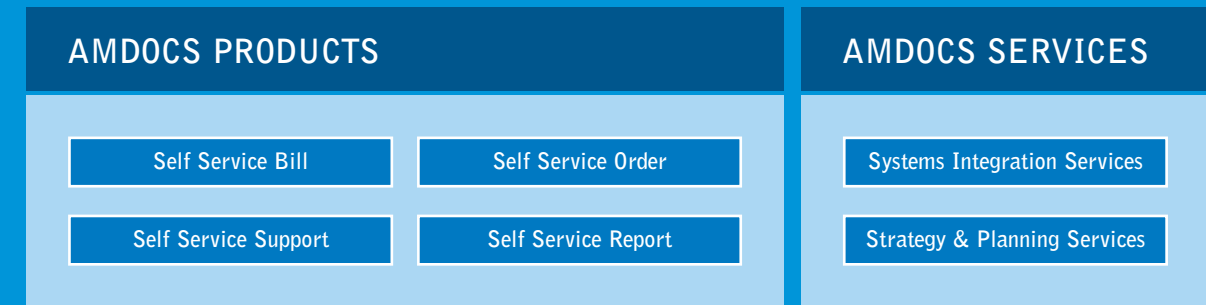 AMDOCS PRODUCTS
Self Service Bill
Self Service Order
Self Service Support
Self Service Report
AMDOCS SERVICES
Systems Integration Services
Strategy & Planning Services